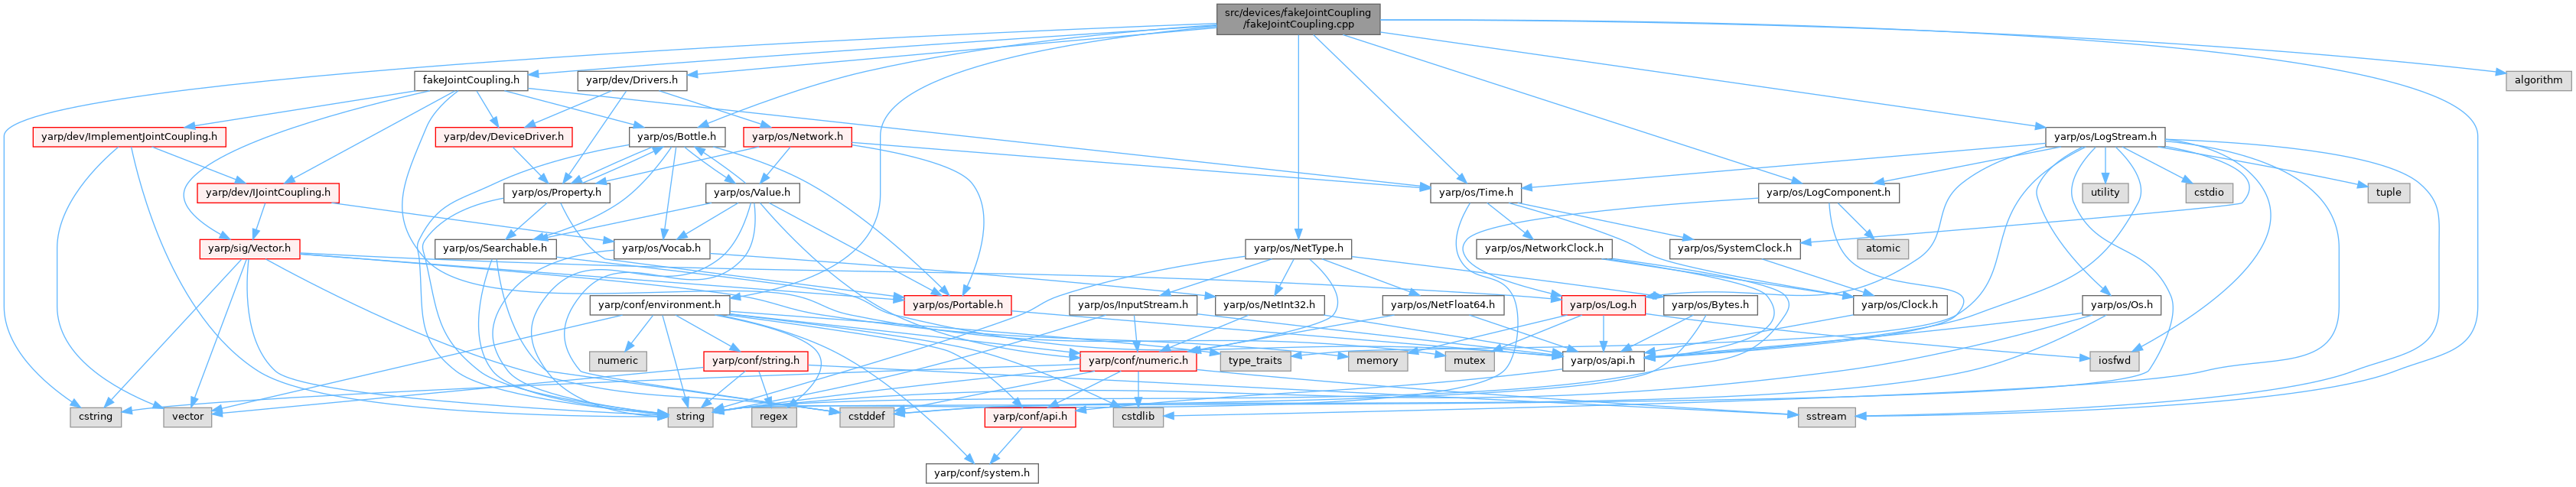 src/devices/fakeJointCoupling
/fakeJointCoupling.cpp
fakeJointCoupling.h
yarp/dev/Drivers.h
algorithm
yarp/dev/ImplementJointCoupling.h
yarp/dev/DeviceDriver.h
yarp/os/Bottle.h
yarp/os/Network.h
yarp/os/LogStream.h
yarp/dev/IJointCoupling.h
yarp/os/Property.h
yarp/os/Value.h
yarp/os/Time.h
yarp/os/LogComponent.h
utility
cstdio
tuple
yarp/sig/Vector.h
yarp/os/Searchable.h
yarp/os/Vocab.h
yarp/os/NetType.h
yarp/os/NetworkClock.h
yarp/os/SystemClock.h
atomic
yarp/conf/environment.h
yarp/os/Portable.h
yarp/os/InputStream.h
yarp/os/NetInt32.h
yarp/os/NetFloat64.h
yarp/os/Log.h
yarp/os/Bytes.h
yarp/os/Clock.h
yarp/os/Os.h
numeric
yarp/conf/string.h
yarp/conf/numeric.h
type_traits
memory
mutex
yarp/os/api.h
iosfwd
cstring
vector
string
regex
cstddef
yarp/conf/api.h
cstdlib
sstream
yarp/conf/system.h